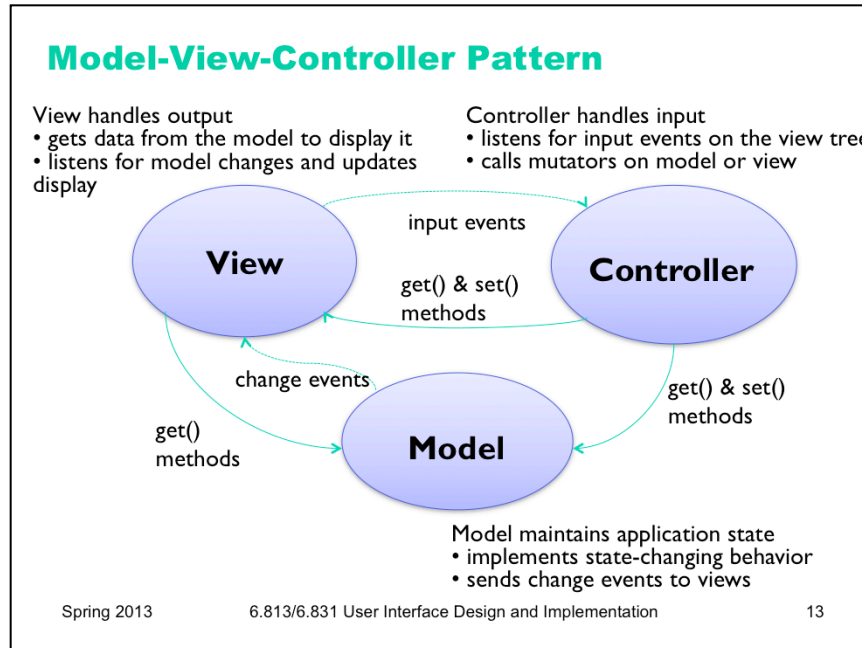 Model-View-Controller Pattern
View handles output
• gets data from the model to display it
• listens for model changes and updates
display
Controller handles input
• listens for input events on the view tree
• calls mutators on model or view
input events
View
Controller
get() & set()
methods
change events
get() & set()
methods
get()
methods
Model
Model maintains application state
• implements state-changing behavior
• sends change events to views
Spring 2013
6.813/6.831 User Interface Design and Implementation
13